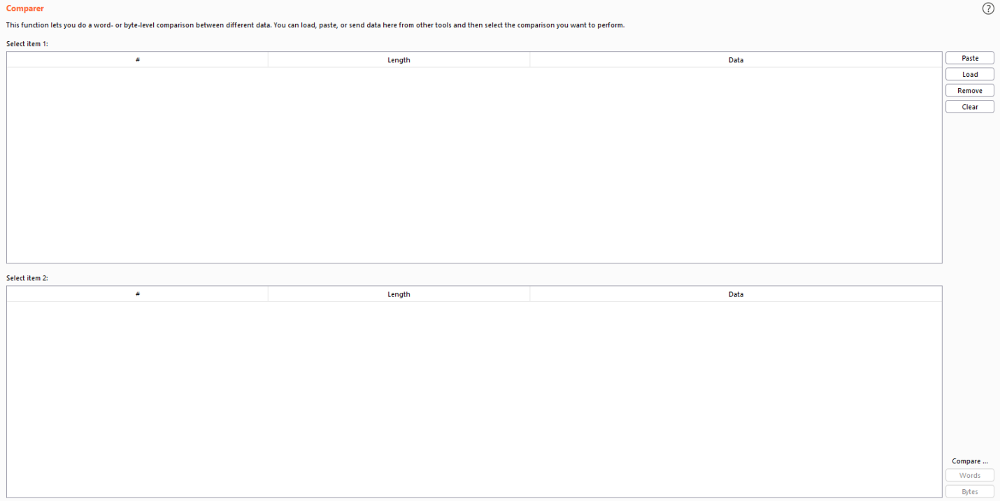 Comparer
?
This function lets you do a word- or byte-level comparison between different data. You can load, paste, or send data here from other tools and then select the comparison you want to perform.
Select item 1:
# Length Data
Paste
Load
Remove
Clear
Select item 2:
# Length Data
Compare ...
Words
Bytes